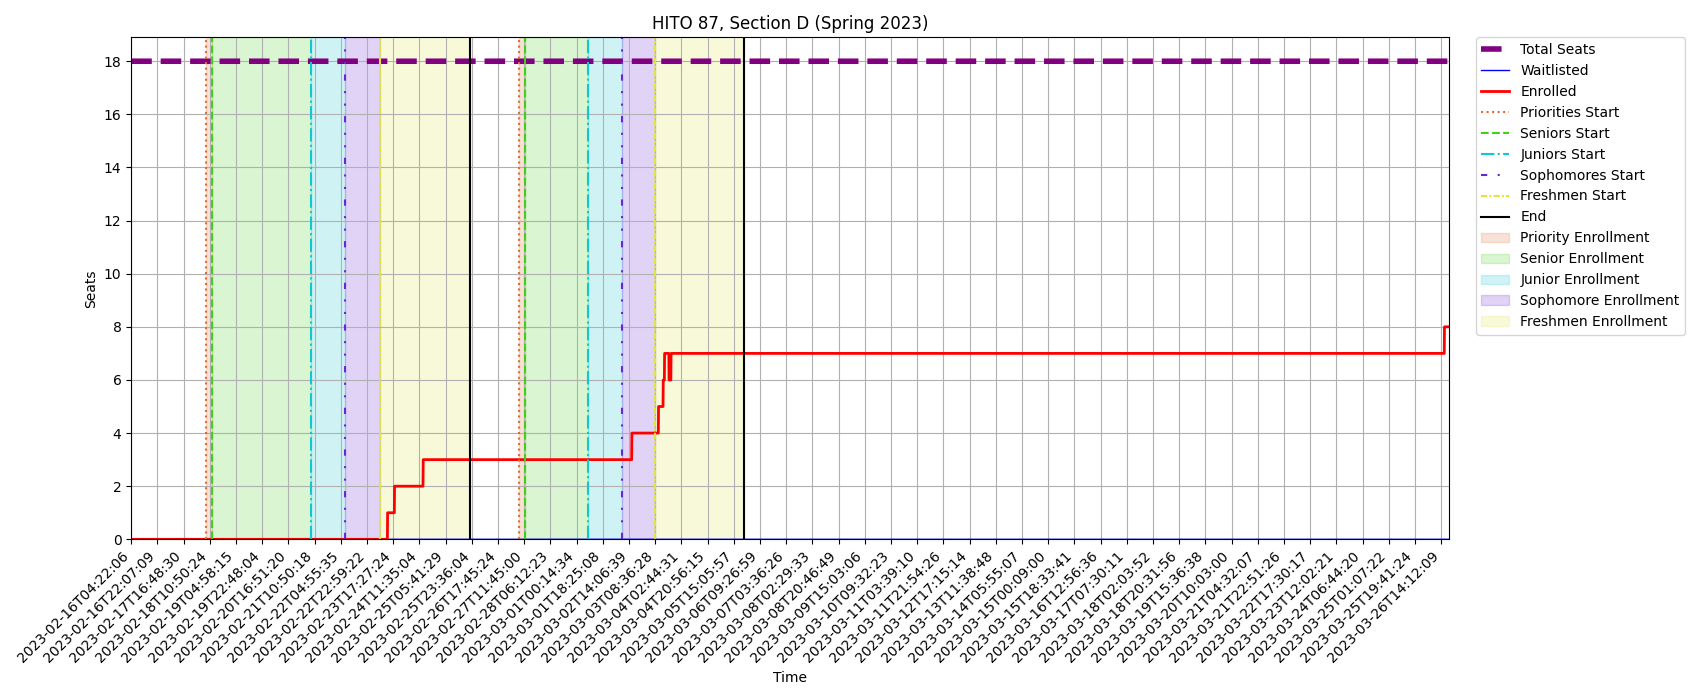 HITO 87, Section D (Spring 2023)
Seats
18
16
14
12
10
8
6
4
2
0
2023-02-16T04:22:06
2023-02-16T22:07:09
2023-02-17T16:48:30
2023-02-18T10:50:24
2023-02-19T04:58:15
2023-02-19T22:48:04
2023-02-20T16:51:20
2023-02-21T10:50:18
2023-02-22T04:55:35
2023-02-22T22:59:22
2023-02-23T17:27:24
2023-02-24T11:35:04
2023-02-25T05:41:29
2023-02-25T23:36:04
2023-02-26T17:45:24
2023-02-27T11:45:00
2023-02-28T06:12:23
2023-03-01T00:14:34
2023-03-01T18:25:08
2023-03-02T14:06:39
2023-03-03T08:36:28
2023-03-04T02:44:31
2023-03-04T20:56:15
2023-03-05T15:05:57
2023-03-06T09:26:59
2023-03-07T03:36:26
2023-03-08T02:29:33
2023-03-08T20:46:49
2023-03-09T15:03:06
2023-03-10T09:32:23
2023-03-11T03:39:10
2023-03-11T21:54:26
2023-03-12T17:15:14
2023-03-13T11:38:48
2023-03-14T05:55:07
2023-03-15T00:09:00
2023-03-15T18:33:41
2023-03-16T12:56:36
2023-03-17T07:30:11
2023-03-18T02:03:52
2023-03-18T20:31:56
2023-03-19T15:36:38
2023-03-20T10:03:00
2023-03-21T04:32:07
2023-03-21T22:51:26
2023-03-22T17:30:17
2023-03-23T12:02:21
2023-03-24T06:44:20
2023-03-25T01:07:22
2023-03-25T19:41:24
2023-03-26T14:12:09
Time
Total Seats
Waitlisted
Enrolled
Priorities Start
Seniors Start
Juniors Start
Sophomores Start
Freshmen Start
End
Priority Enrollment
Senior Enrollment
Junior Enrollment
Sophomore Enrollment
Freshmen Enrollment